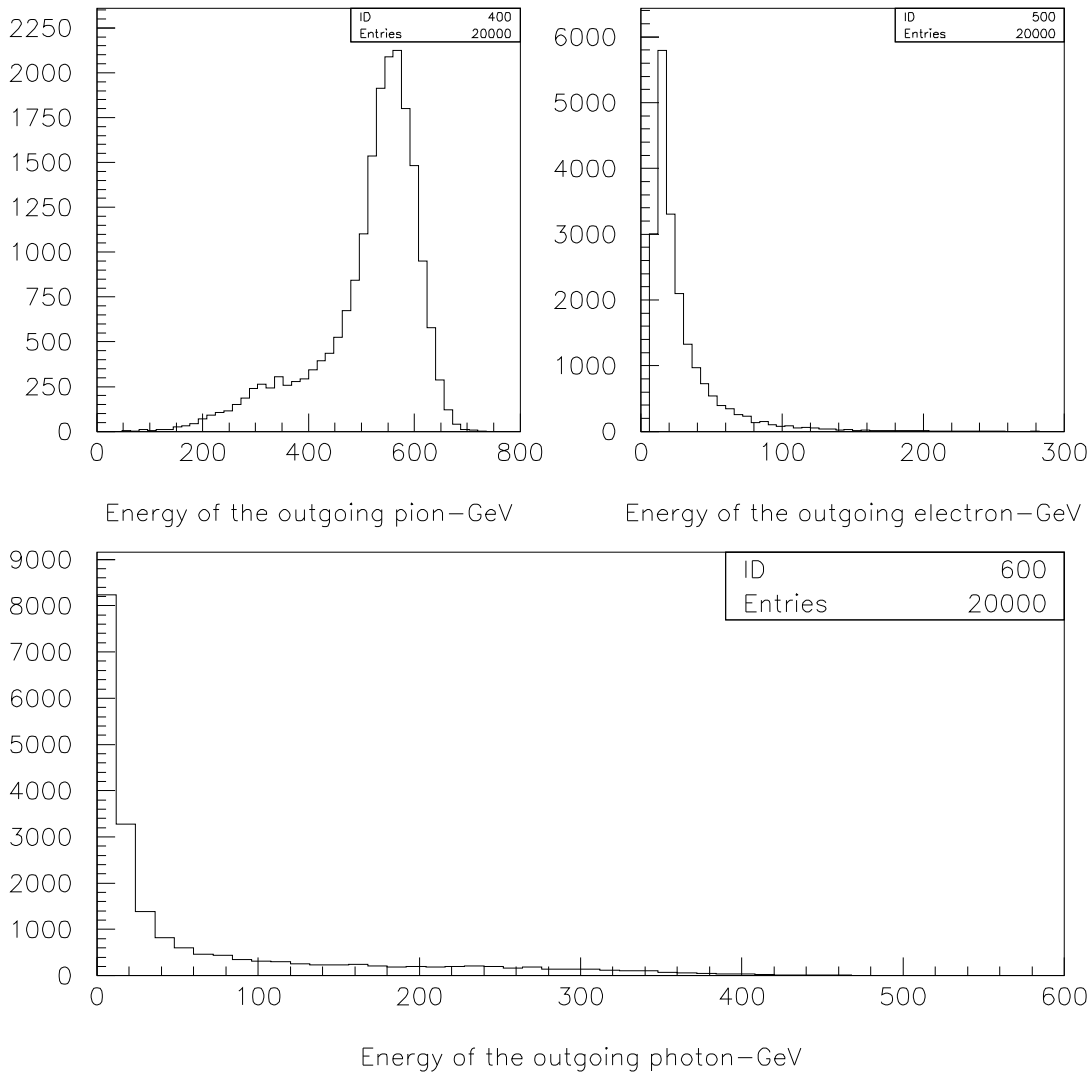 ID 400
Entries 20000
2250
2000
1750
1500
1250
1000
750
500
250
0
0 200 400 600 800
Energy of the outgoing pion−GeV
ID 500
Entries 20000
6000
5000
4000
3000
2000
1000
0
0 100 200 300
Energy of the outgoing electron−GeV
ID 600
Entries 20000
9000
8000
7000
6000
5000
4000
3000
2000
1000
0
0 100 200 300 400 500 600
Energy of the outgoing photon−GeV